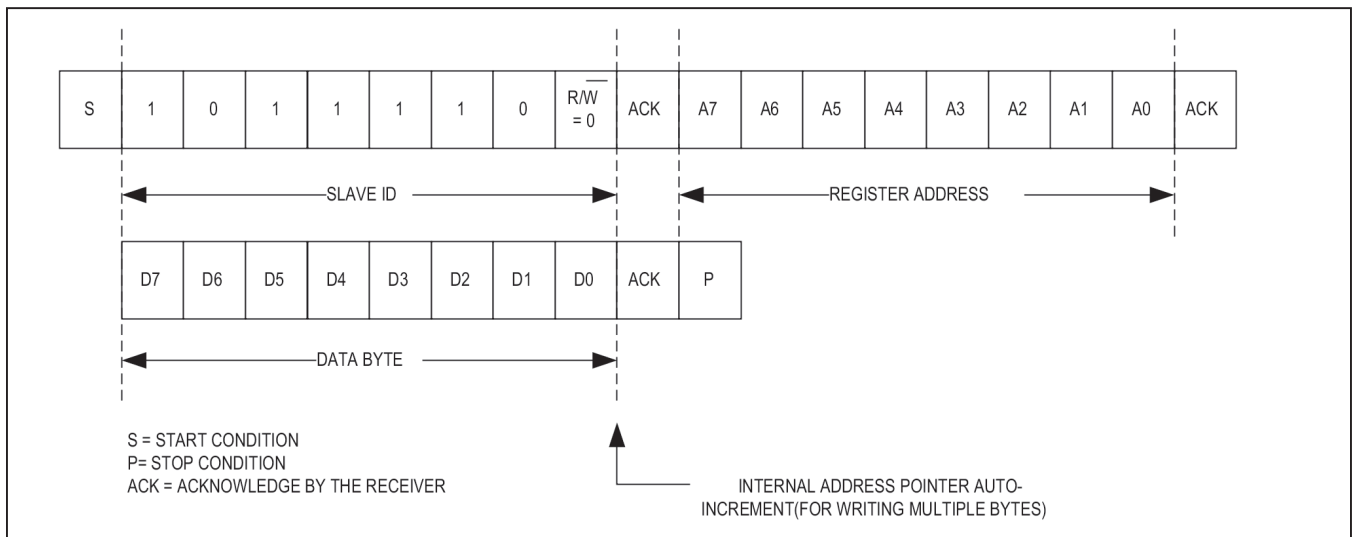 S 1 0 1 1 1 1 0 R/W = 0 ACK A7 A6 A5 A4 A3 A2 A1 A0 ACK
SLAVE ID REGISTER ADDRESS
D7 D6 D5 D4 D3 D2 D1 D0 ACK P
DATA BYTE
S = START CONDITION
P= STOP CONDITION
ACK = ACKNOWLEDGE BY THE RECEIVER
INTERNAL ADDRESS POINTER AUTO-
INCREMENT(FOR WRITING MULTIPLE BYTES)